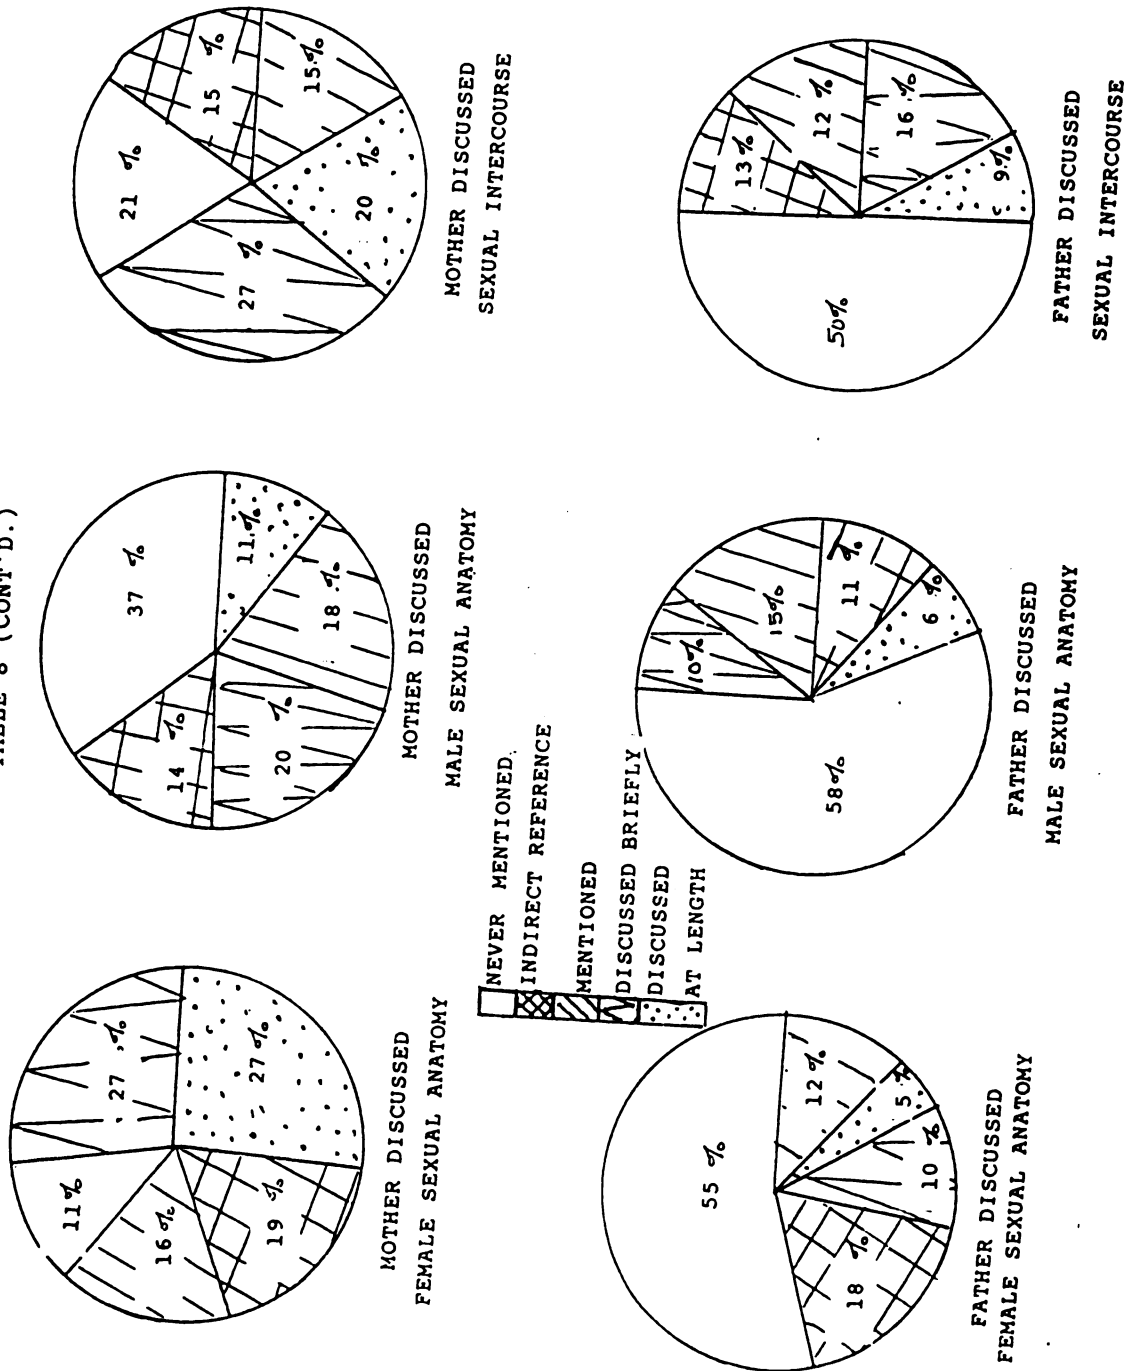 TABLE 8 (CONT'D.)
11%
27 %
16 %
19 %
27 %
MOTHER DISCUSSED
FEMALE SEXUAL ANATOMY
37 %
14 %
11 %
20 %
18 %
MOTHER DISCUSSED
MALE SEXUAL ANATOMY
21 %
15 %
27 %
15 %
20 %
MOTHER DISCUSSED
SEXUAL INTERCOURSE
NEVER MENTIONED
INDIRECT REFERENCE
MENTIONED
DISCUSSED BRIEFLY
DISCUSSED
AT LENGTH
55 %
12 %
18 %
10 %
5 %
FATHER DISCUSSED
FEMALE SEXUAL ANATOMY
10%
15%
58%
11 %
6 %
FATHER DISCUSSED
MALE SEXUAL ANATOMY
13%
12 %
50%
16 %
9%
FATHER DISCUSSED
SEXUAL INTERCOURSE